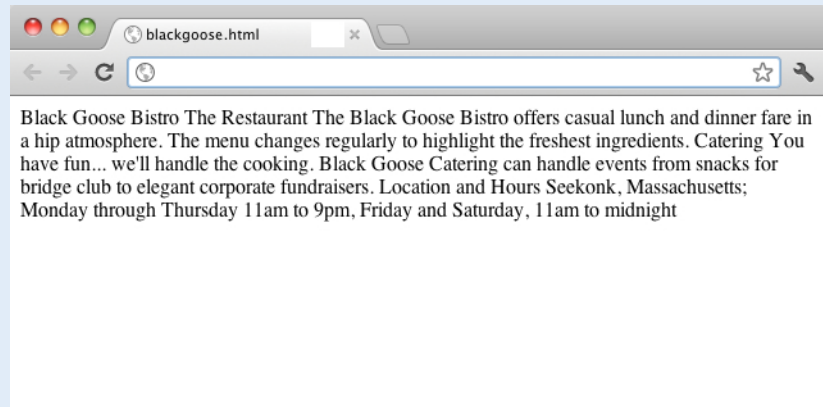 blackgoose.html
Black Goose Bistro The Restaurant The Black Goose Bistro offers casual lunch and dinner fare in
a hip atmosphere. The menu changes regularly to highlight the freshest ingredients. Catering You
have fun... we'll handle the cooking. Black Goose Catering can handle events from snacks for
bridge club to elegant corporate fundraisers. Location and Hours Seekonk, Massachusetts;
Monday through Thursday 11am to 9pm, Friday and Saturday, 11am to midnight